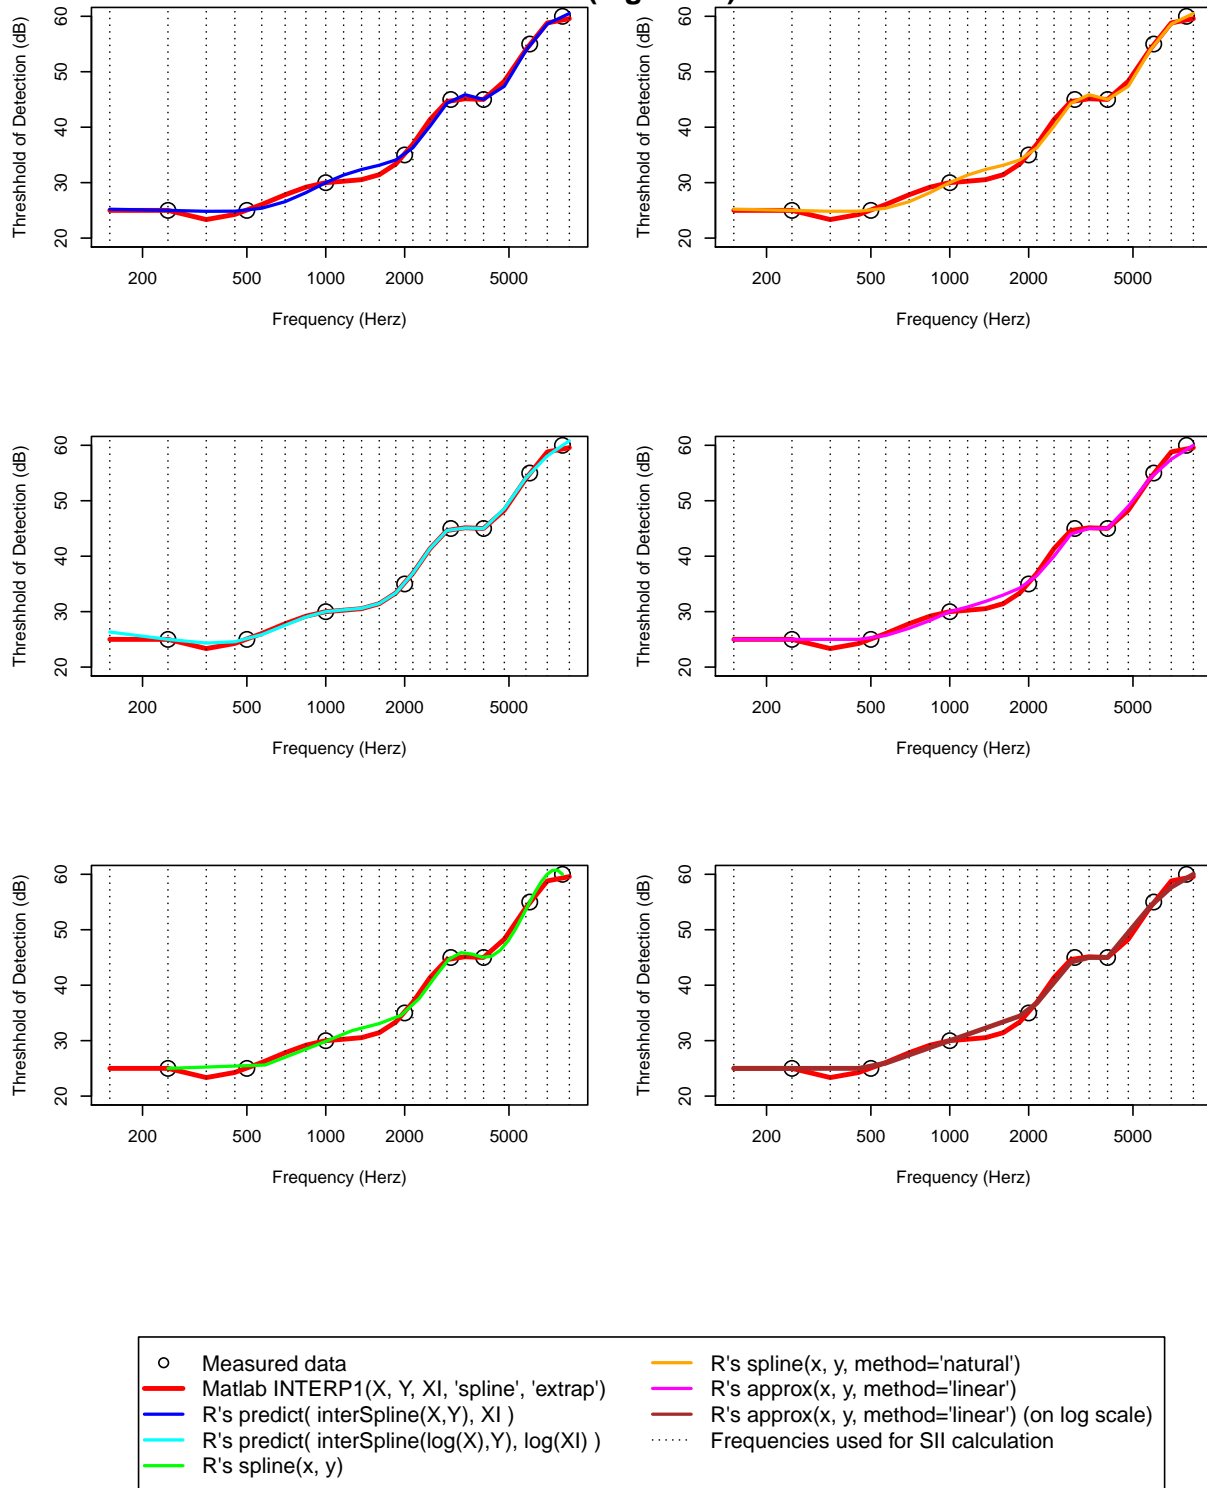 Threshhold of Detection (dB)
60
50
40
30
20
200 500 1000 2000 5000
Frequency (Herz)
Threshhold of Detection (dB)
60
50
40
30
20
200 500 1000 2000 5000
Frequency (Herz)
Threshhold of Detection (dB)
60
50
40
30
20
200 500 1000 2000 5000
Frequency (Herz)
Threshhold of Detection (dB)
60
50
40
30
20
200 500 1000 2000 5000
Frequency (Herz)
Threshhold of Detection (dB)
60
50
40
30
20
200 500 1000 2000 5000
Frequency (Herz)
Threshhold of Detection (dB)
60
50
40
30
20
200 500 1000 2000 5000
Frequency (Herz)
Measured data
Matlab INTERP1(X, Y, XI, 'spline', 'extrap')
R's predict( interSpline(X,Y), XI )
R's predict( interSpline(log(X),Y), log(XI) )
R's spline(x, y)
R's spline(x, y, method='natural')
R's approx(x, y, method='linear')
R's approx(x, y, method='linear') (on log scale)
Frequencies used for SII calculation